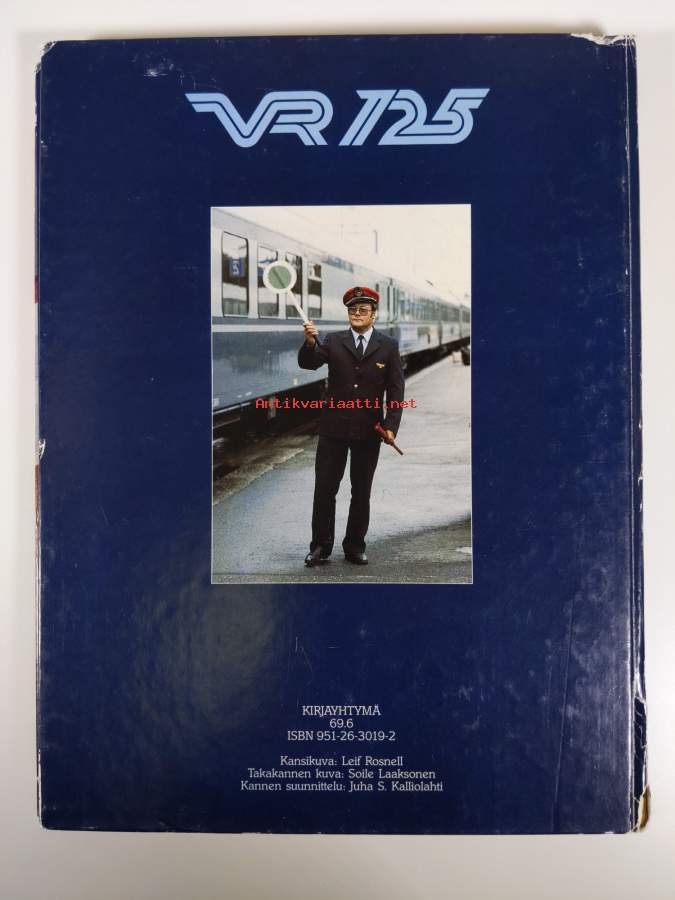 VR 125
Antikvariaatti.net
KIRJAYHTYMÄ
69.6
ISBN 951-26-3019-2
Kansikuva: Leif Rosnell
Takakannen kuva: Soile Laaksonen
Kannen suunnittelu: Juha S. Kalliolahti